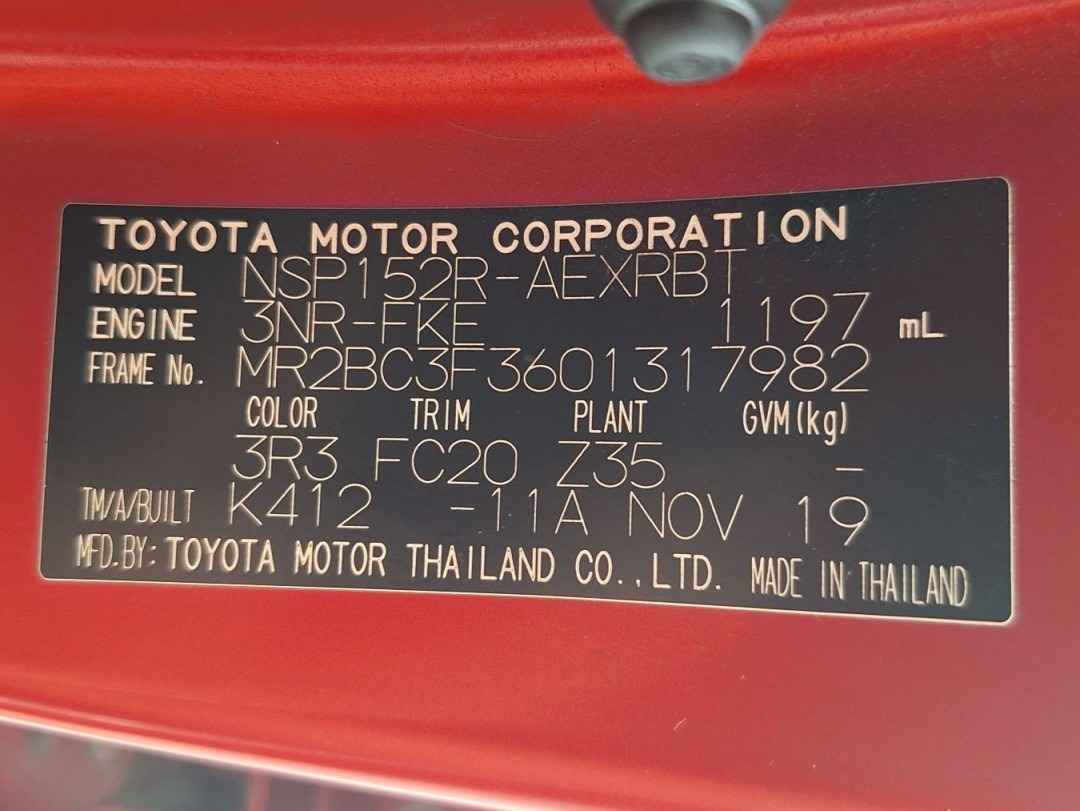 TOYOTA MOTOR CORPORATION
MODEL NSP152R-AEXRBT
ENGINE 3NR-FKE 1197 mL
FRAME No. MR2BC3F3601317982
COLOR TRIM PLANT GVM(kg)
3R3 FC20 Z35 -
TM/A/BUILT K412 -11A NOV 19
MFD.BY: TOYOTA MOTOR THAILAND CO.,LTD. MADE IN THAILAND